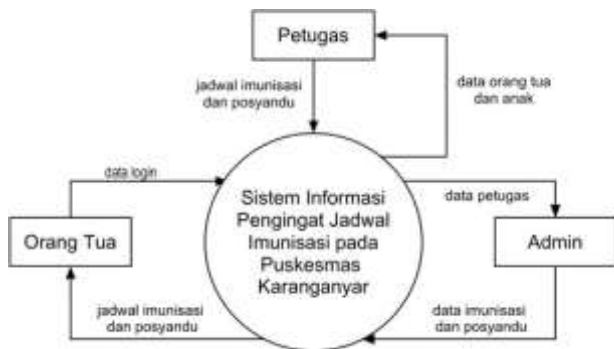 Petugas
jadwal imunisasi
dan posyandu
data orang tua
dan anak
data login
Sistem Informasi
Pengingat Jadwal
Imunisasi pada
Puskesmas
Karanganyar
data petugas
Orang Tua
Admin
jadwal imunisasi
dan posyandu
data imunisasi
dan posyandu